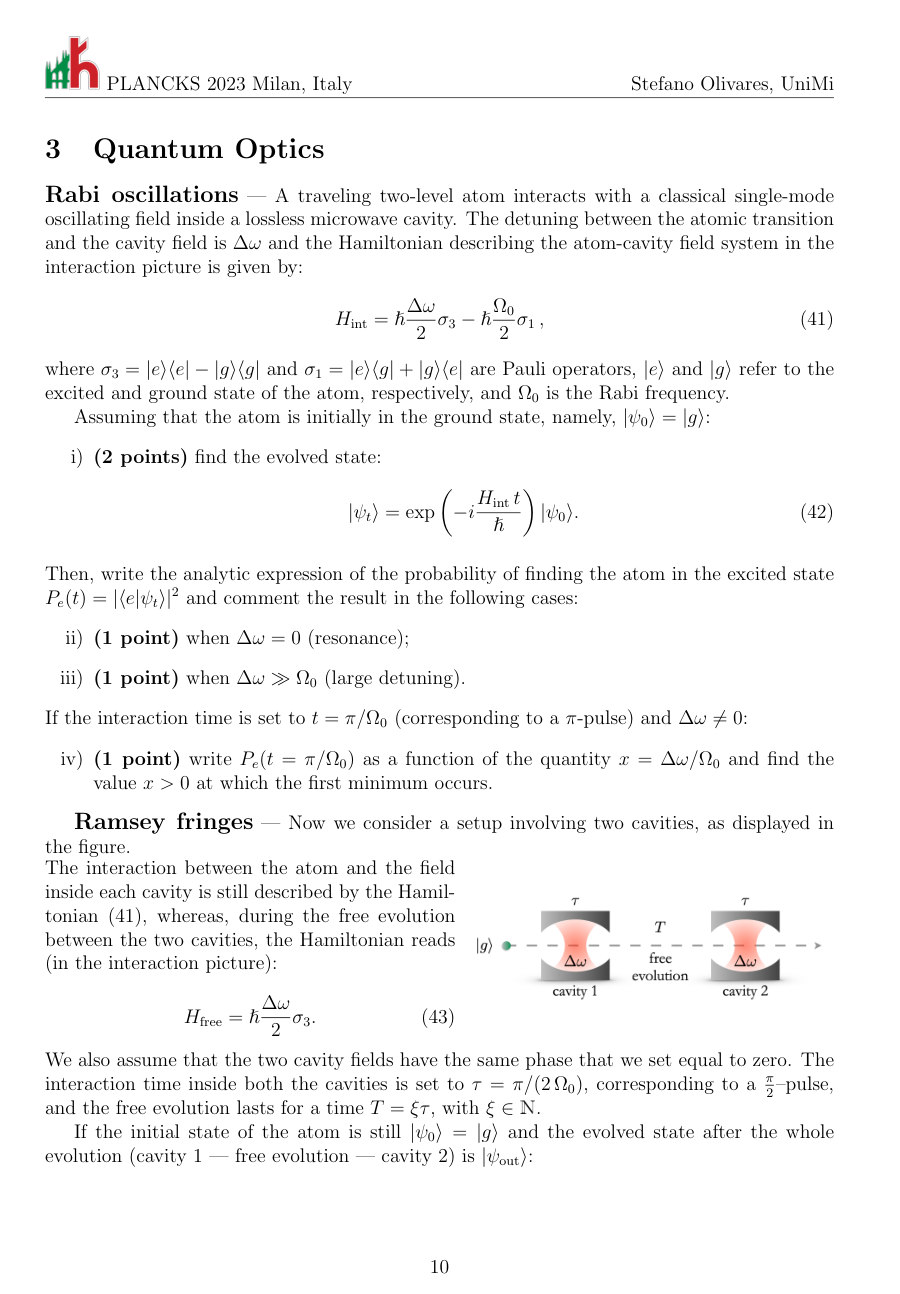 PLANCKS 2023 Milan, Italy Stefano Olivares, UniMi
3 Quantum Optics
Rabi oscillations — A traveling two-level atom interacts with a classical single-mode
oscillating field inside a lossless microwave cavity. The detuning between the atomic transition
and the cavity field is Δω and the Hamiltonian describing the atom-cavity field system in the
interaction picture is given by:
H_int = ℏ Δω/2 σ₃ − ℏ Ω₀/2 σ₁ , (41)
where σ₃ = |e⟩⟨e| − |g⟩⟨g| and σ₁ = |e⟩⟨g| + |g⟩⟨e| are Pauli operators, |e⟩ and |g⟩ refer to the
excited and ground state of the atom, respectively, and Ω₀ is the Rabi frequency.
Assuming that the atom is initially in the ground state, namely, |ψ₀⟩ = |g⟩:
i) (2 points) find the evolved state:
|ψ_t⟩ = exp (−i H_int t/ℏ) |ψ₀⟩. (42)
Then, write the analytic expression of the probability of finding the atom in the excited state
P_e(t) = |⟨e|ψ_t⟩|² and comment the result in the following cases:
ii) (1 point) when Δω = 0 (resonance);
iii) (1 point) when Δω ≫ Ω₀ (large detuning).
If the interaction time is set to t = π/Ω₀ (corresponding to a π-pulse) and Δω ≠ 0:
iv) (1 point) write P_e(t = π/Ω₀) as a function of the quantity x = Δω/Ω₀ and find the
value x > 0 at which the first minimum occurs.
Ramsey fringes — Now we consider a setup involving two cavities, as displayed in
the figure.
The interaction between the atom and the field
inside each cavity is still described by the Hamil-
tonian (41), whereas, during the free evolution
between the two cavities, the Hamiltonian reads
(in the interaction picture):
H_free = ℏ Δω/2 σ₃. (43)
τ τ
T
|g⟩
Δω free Δω
evolution
cavity 1 cavity 2
We also assume that the two cavity fields have the same phase that we set equal to zero. The
interaction time inside both the cavities is set to τ = π/(2 Ω₀), corresponding to a π/2–pulse,
and the free evolution lasts for a time T = ξτ, with ξ ∈ ℕ.
If the initial state of the atom is still |ψ₀⟩ = |g⟩ and the evolved state after the whole
evolution (cavity 1 — free evolution — cavity 2) is |ψ_out⟩:
10